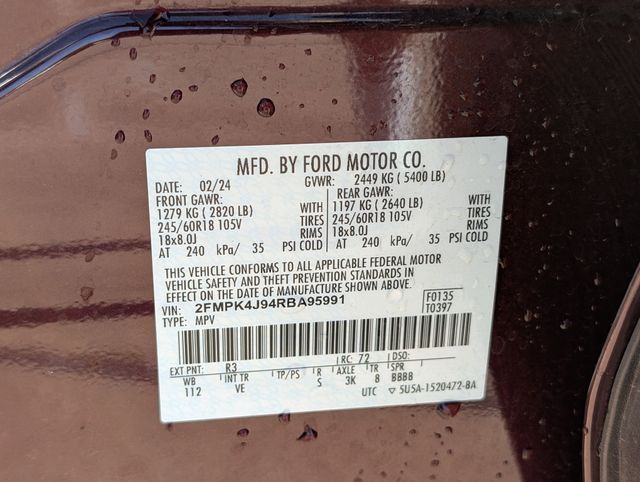 MFD. BY FORD MOTOR CO.
DATE: 02/24 GVWR: 2449 KG ( 5400 LB)
FRONT GAWR: REAR GAWR:
1279 KG ( 2820 LB) WITH 1197 KG ( 2640 LB) WITH
245/60R18 105V TIRES 245/60R18 105V TIRES
18x8.0J RIMS 18x8.0J RIMS
AT 240 kPa/ 35 PSI COLD AT 240 kPa/ 35 PSI COLD
THIS VEHICLE CONFORMS TO ALL APPLICABLE FEDERAL MOTOR
VEHICLE SAFETY AND THEFT PREVENTION STANDARDS IN
EFFECT ON THE DATE OF MANUFACTURE SHOWN ABOVE.
VIN: 2FMPK4J94RBA95991 F0135
TYPE: MPV T0397
EXT PNT: R3 RC: 72 DSO:
WB INT TR TP/PS R AXLE TR SPR
112 VE S 3K 8 BBBB
UTC ▽ 5U5A-1520472-BA